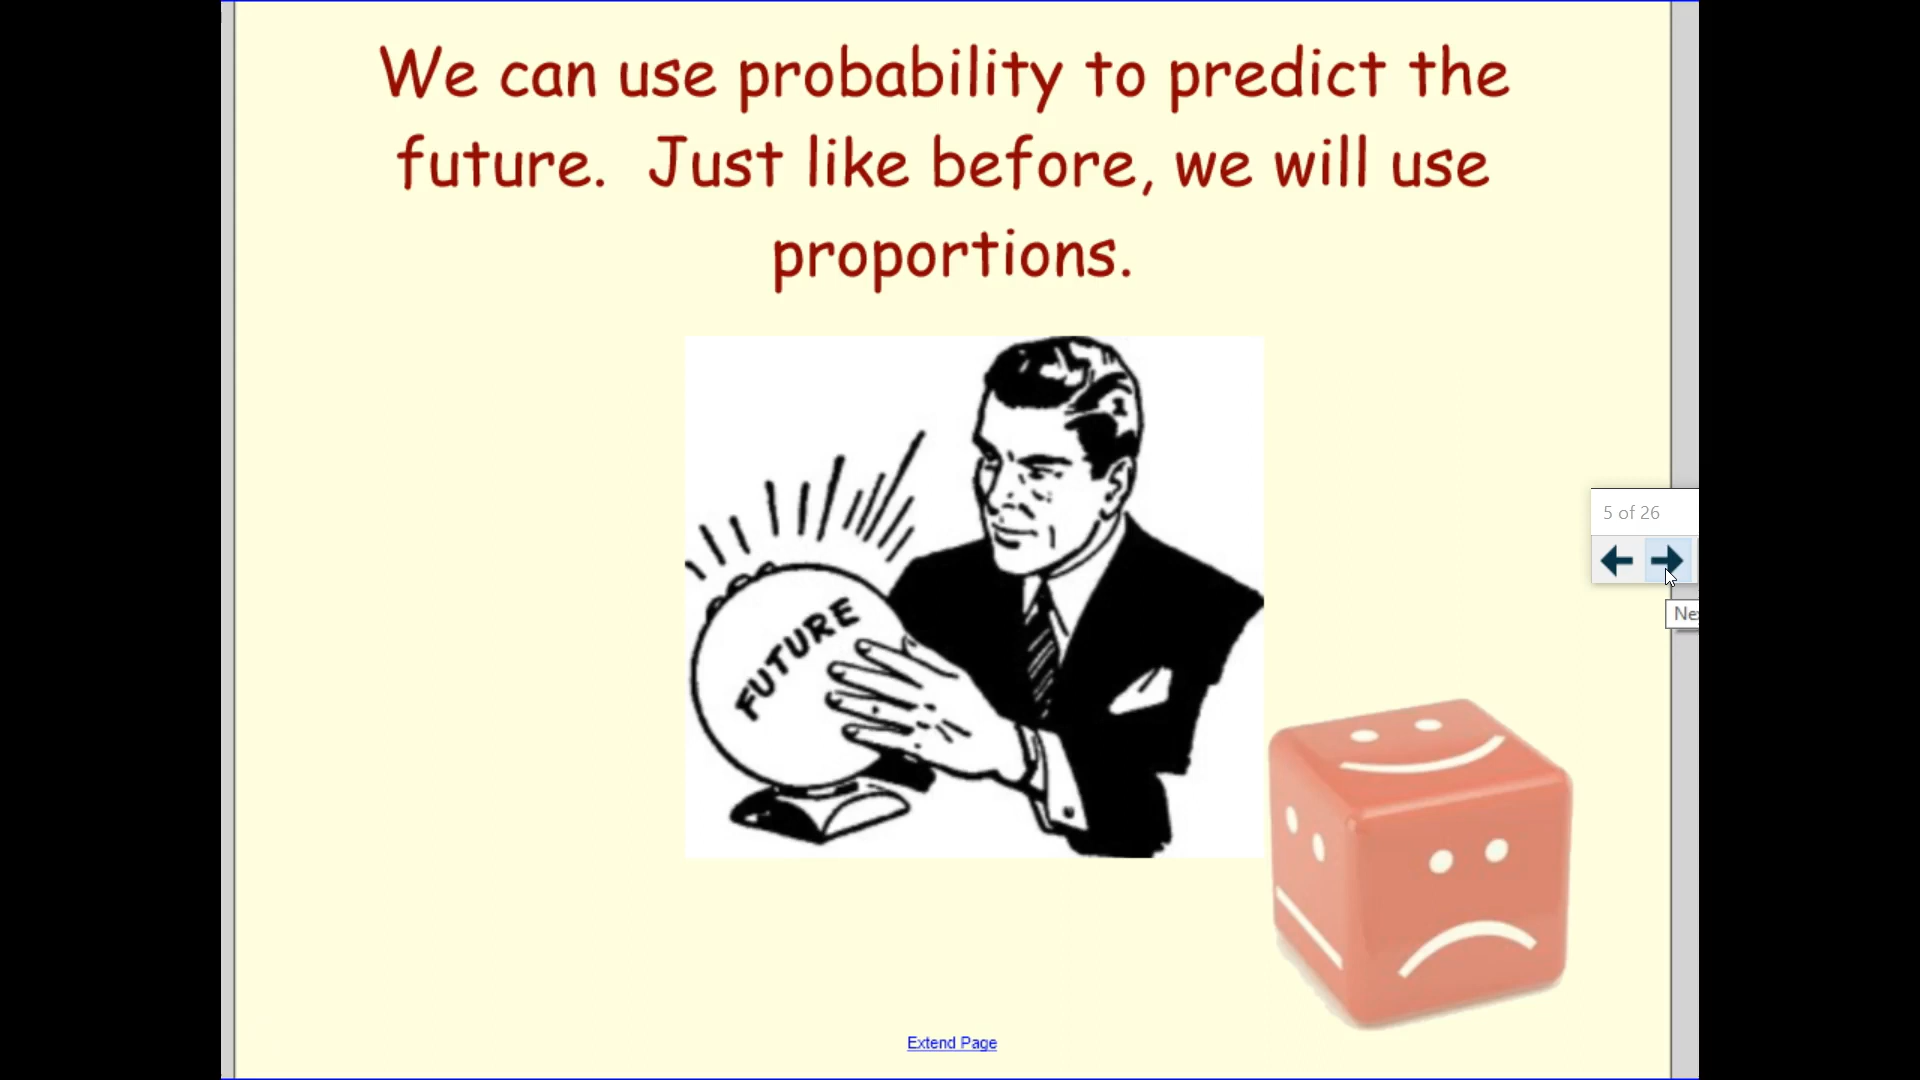 We can use probability to predict the
future.  Just like before, we will use
proportions.
FUTURE
5 of 26
Extend Page